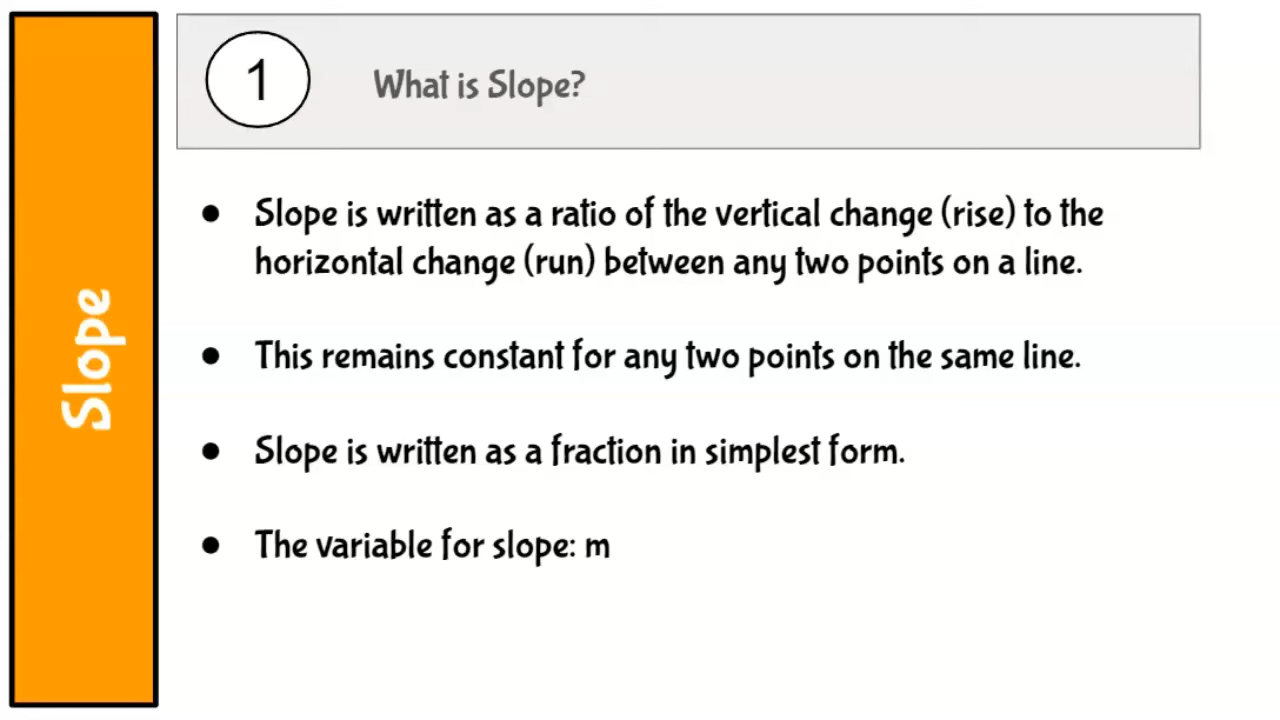 Slope
1
What is Slope?
● Slope is written as a ratio of the vertical change (rise) to the
horizontal change (run) between any two points on a line.
● This remains constant for any two points on the same line.
● Slope is written as a fraction in simplest form.
● The variable for slope: m